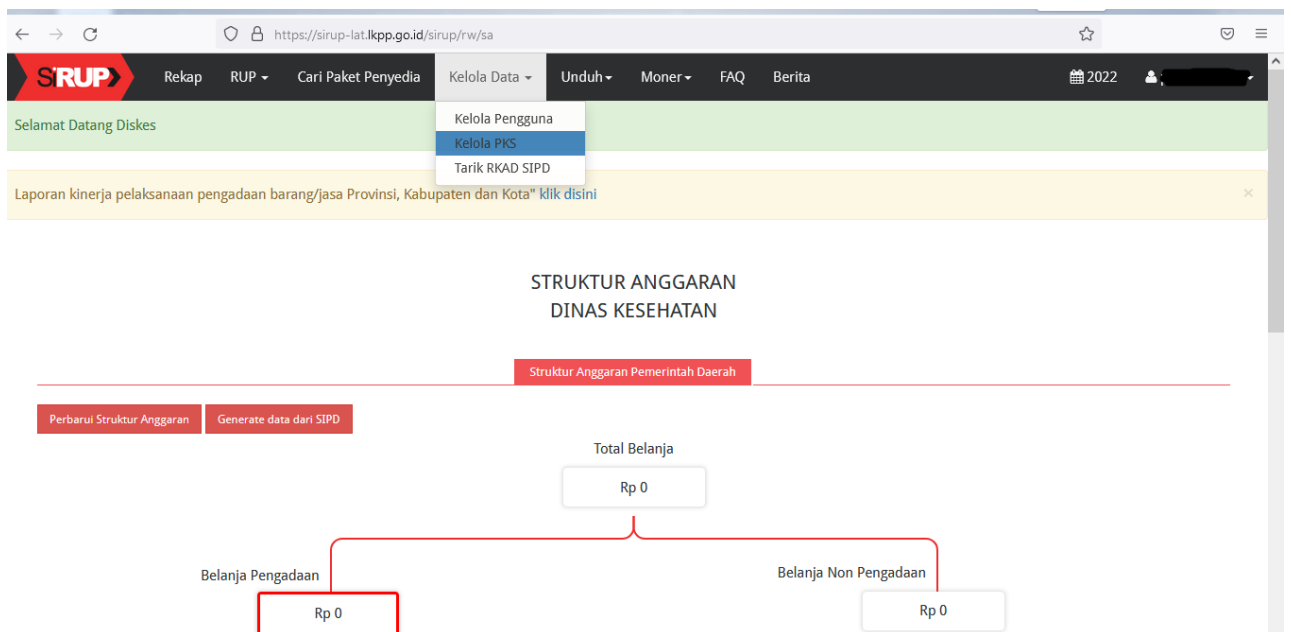 https://sirup-lat.lkpp.go.id/sirup/rw/sa
SiRUP Rekap RUP Cari Paket Penyedia Kelola Data Unduh Moner FAQ Berita 2022
Kelola Pengguna
Selamat Datang Diskes
Kelola PKS
Tarik RKAD SIPD
Laporan kinerja pelaksanaan pengadaan barang/jasa Provinsi, Kabupaten dan Kota" klik disini ×
STRUKTUR ANGGARAN
DINAS KESEHATAN
Struktur Anggaran Pemerintah Daerah
Perbarui Struktur Anggaran Generate data dari SIPD
Total Belanja
Rp 0
Belanja Pengadaan Belanja Non Pengadaan
Rp 0 Rp 0